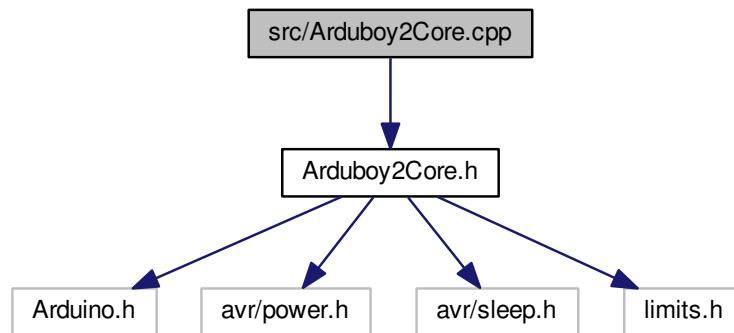 src/Arduboy2Core.cpp
Arduboy2Core.h
Arduino.h
avr/power.h
avr/sleep.h
limits.h